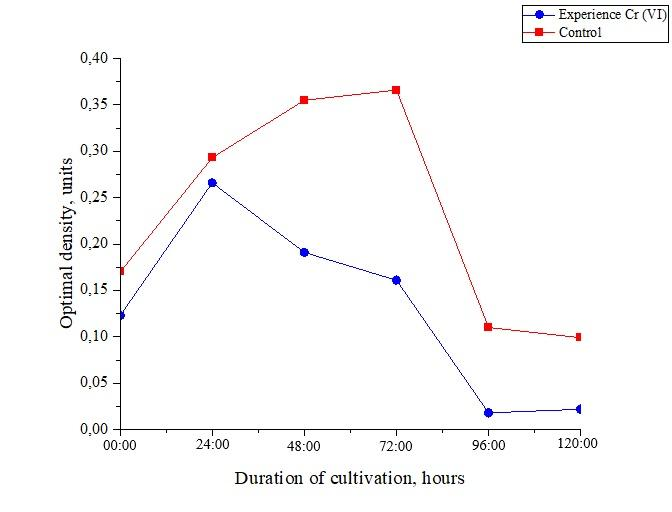 Experience Cr (VI)
Control
0,40
0,35
0,30
0,25
0,20
0,15
0,10
0,05
0,00
Optimal density, units
00:00 24:00 48:00 72:00 96:00 120:00
Duration of cultivation, hours